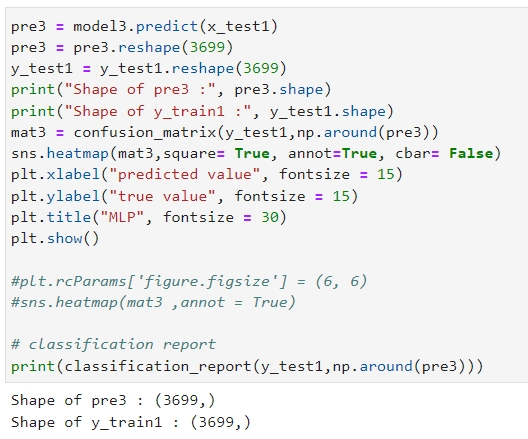 pre3 = model3.predict(x_test1)
pre3 = pre3.reshape(3699)
y_test1 = y_test1.reshape(3699)
print("Shape of pre3 :", pre3.shape)
print("Shape of y_train1 :", y_test1.shape)
mat3 = confusion_matrix(y_test1,np.around(pre3))
sns.heatmap(mat3,square= True, annot=True, cbar= False)
plt.xlabel("predicted value", fontsize = 15)
plt.ylabel("true value", fontsize = 15)
plt.title("MLP", fontsize = 30)
plt.show()
#plt.rcParams['figure.figsize'] = (6, 6)
#sns.heatmap(mat3 ,annot = True)
# classification report
print(classification_report(y_test1,np.around(pre3)))
Shape of pre3 : (3699,)
Shape of y_train1 : (3699,)